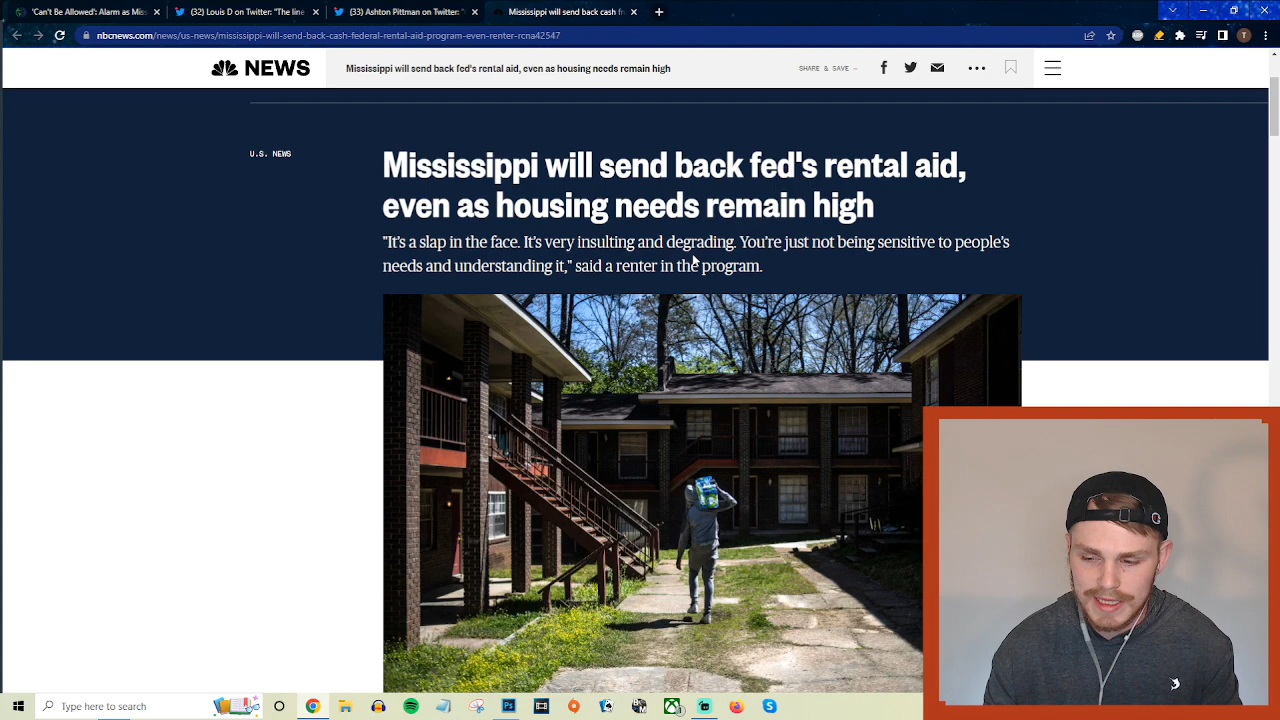 'Can't Be Allowed': Alarm as Mis
(32) Louis D on Twitter: "The line
(33) Ashton Pittman on Twitter: "
Mississippi will send back cash fr
nbcnews.com/news/us-news/mississippi-will-send-back-cash-federal-rental-aid-program-even-renter-rcna42547
T
NEWS
Mississippi will send back fed's rental aid, even as housing needs remain high
SHARE & SAVE —
U.S. NEWS
Mississippi will send back fed's rental aid,
even as housing needs remain high
"It's a slap in the face. It's very insulting and degrading. You're just not being sensitive to people's
needs and understanding it," said a renter in the program.
Type here to search
Ps